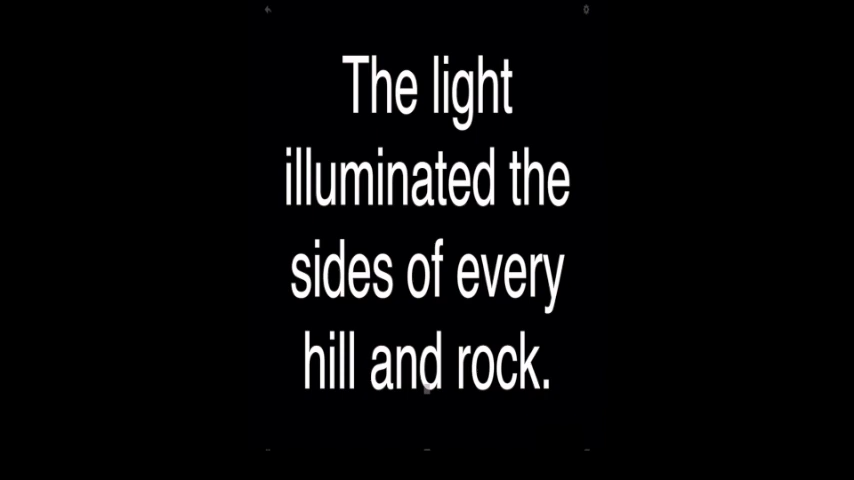 The light
illuminated the
sides of every
hill and rock.